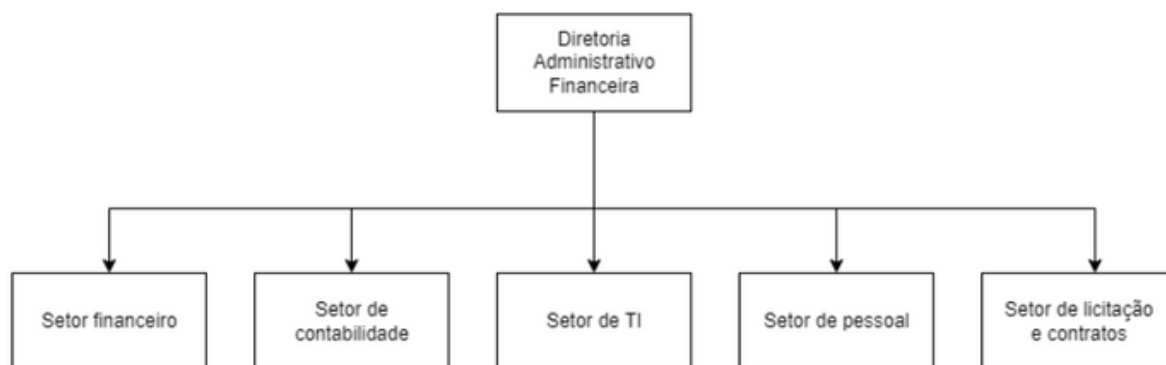 Diretoria
Administrativo
Financeira
Setor financeiro
Setor de
contabilidade
Setor de TI
Setor de pessoal
Setor de licitação
e contratos